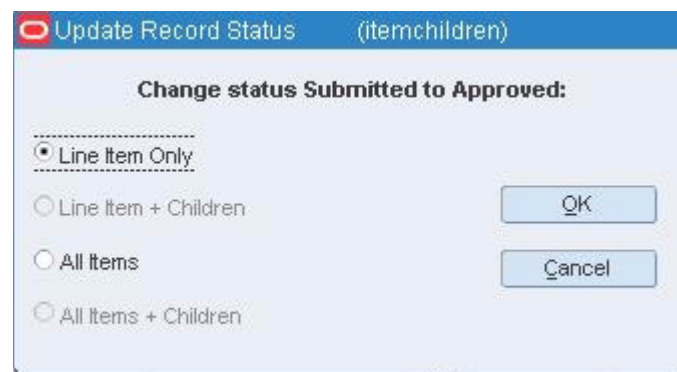 Update Record Status (itemchildren)
Change status Submitted to Approved:
Line Item Only
Line Item + Children
OK
All Items
Cancel
All Items + Children